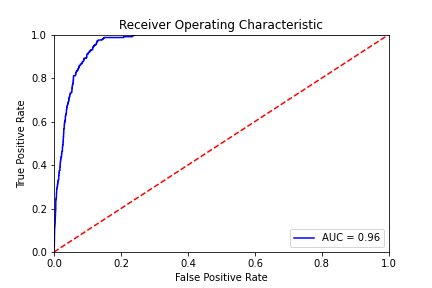 Receiver Operating Characteristic
1.0
0.8
0.6
0.4
0.2
0.0
True Positive Rate
AUC = 0.96
0.0 0.2 0.4 0.6 0.8 1.0
False Positive Rate